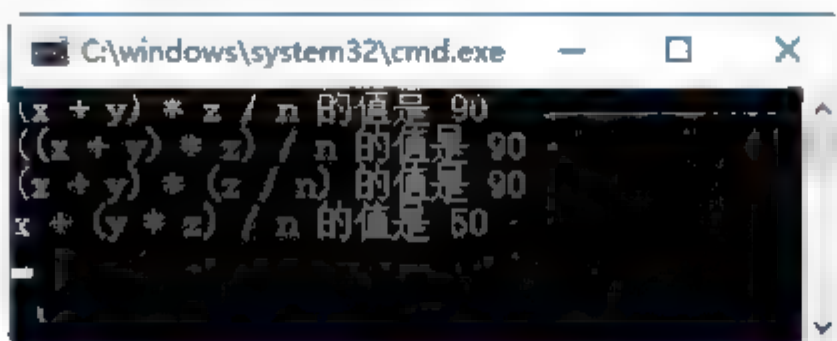 C:\windows\system32\cmd.exe
(x + y) * z / n 的值是 90
((x + y) * z) / n 的值是 90
(x + y) * (z / n) 的值是 90
x + (y * z) / n 的值是 50